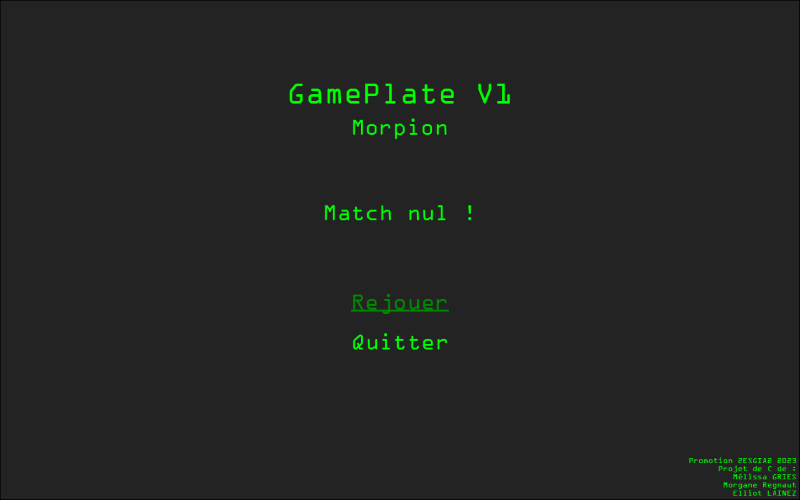 GamePlate V1
Morpion
Match nul !
Rejouer
Quitter
Promotion 2ESGIA2 2023
Projet de C de :
Mélissa GRIES
Morgane Regnaut
Elliot LAINEZ